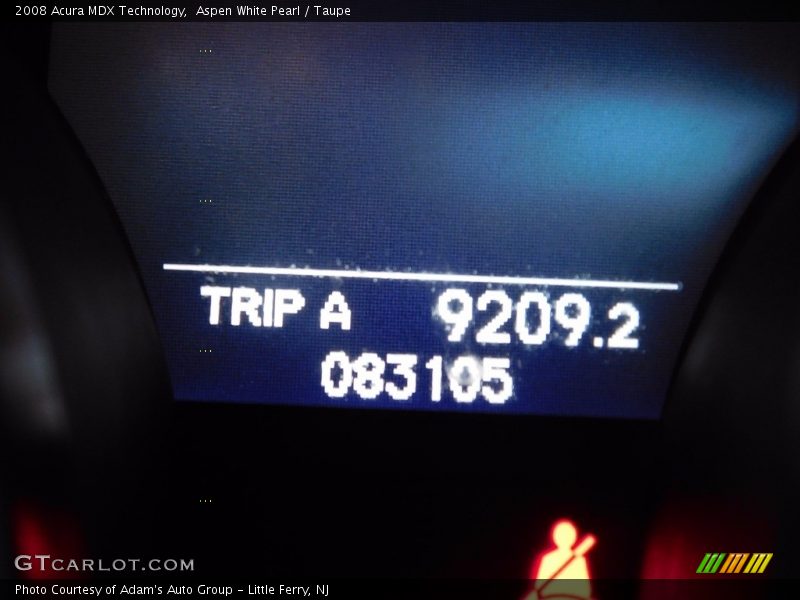 2008 Acura MDX Technology,  Aspen White Pearl / Taupe
TRIP A 9209.2
083105
GTCARLOT.COM
Photo Courtesy of Adam's Auto Group - Little Ferry, NJ